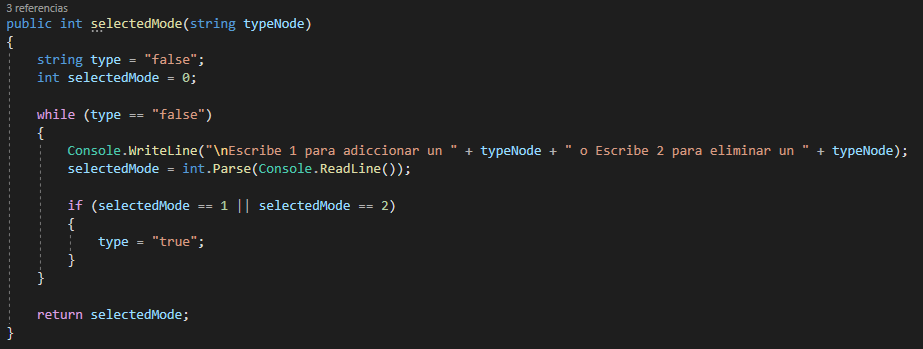 3 referencias
public int selectedMode(string typeNode)
{
string type = "false";
int selectedMode = 0;
while (type == "false")
{
Console.WriteLine("\nEscribe 1 para adiccionar un " + typeNode + " o Escribe 2 para eliminar un " + typeNode);
selectedMode = int.Parse(Console.ReadLine());
if (selectedMode == 1 || selectedMode == 2)
{
type = "true";
}
}
return selectedMode;
}